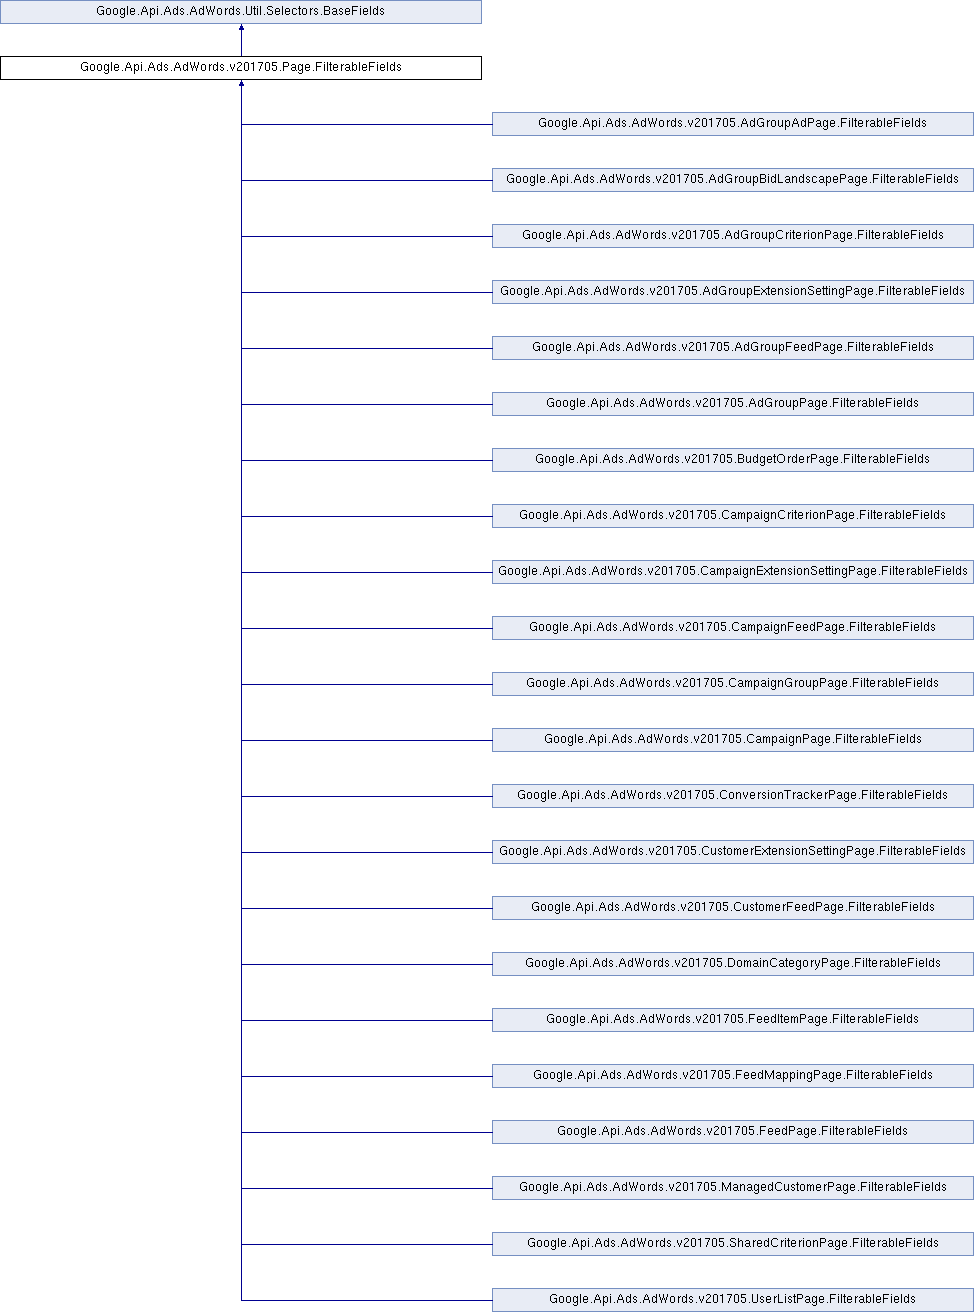 Google.Api.Ads.AdWords.Util.Selectors.BaseFields
Google.Api.Ads.AdWords.v201705.Page.FilterableFields
Google.Api.Ads.AdWords.v201705.AdGroupAdPage.FilterableFields
Google.Api.Ads.AdWords.v201705.AdGroupBidLandscapePage.FilterableFields
Google.Api.Ads.AdWords.v201705.AdGroupCriterionPage.FilterableFields
Google.Api.Ads.AdWords.v201705.AdGroupExtensionSettingPage.FilterableFields
Google.Api.Ads.AdWords.v201705.AdGroupFeedPage.FilterableFields
Google.Api.Ads.AdWords.v201705.AdGroupPage.FilterableFields
Google.Api.Ads.AdWords.v201705.BudgetOrderPage.FilterableFields
Google.Api.Ads.AdWords.v201705.CampaignCriterionPage.FilterableFields
Google.Api.Ads.AdWords.v201705.CampaignExtensionSettingPage.FilterableFields
Google.Api.Ads.AdWords.v201705.CampaignFeedPage.FilterableFields
Google.Api.Ads.AdWords.v201705.CampaignGroupPage.FilterableFields
Google.Api.Ads.AdWords.v201705.CampaignPage.FilterableFields
Google.Api.Ads.AdWords.v201705.ConversionTrackerPage.FilterableFields
Google.Api.Ads.AdWords.v201705.CustomerExtensionSettingPage.FilterableFields
Google.Api.Ads.AdWords.v201705.CustomerFeedPage.FilterableFields
Google.Api.Ads.AdWords.v201705.DomainCategoryPage.FilterableFields
Google.Api.Ads.AdWords.v201705.FeedItemPage.FilterableFields
Google.Api.Ads.AdWords.v201705.FeedMappingPage.FilterableFields
Google.Api.Ads.AdWords.v201705.FeedPage.FilterableFields
Google.Api.Ads.AdWords.v201705.ManagedCustomerPage.FilterableFields
Google.Api.Ads.AdWords.v201705.SharedCriterionPage.FilterableFields
Google.Api.Ads.AdWords.v201705.UserListPage.FilterableFields